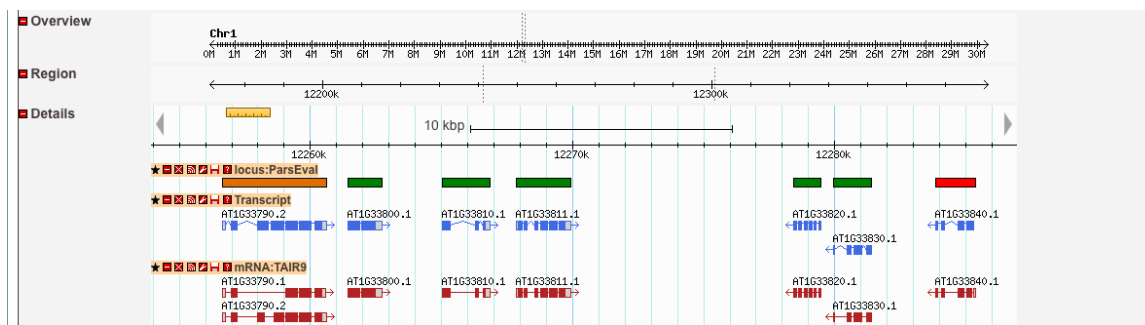 Overview
Chr1
0M 1M 2M 3M 4M 5M 6M 7M 8M 9M 10M 11M 12M 13M 14M 15M 16M 17M 18M 19M 20M 21M 22M 23M 24M 25M 26M 27M 28M 29M 30M
Region
12200k 12300k
Details
10 kbp
12260k 12270k 12280k
locus:ParsEval
Transcript
AT1G33790.2 AT1G33800.1 AT1G33810.1 AT1G33811.1 AT1G33820.1 AT1G33840.1
AT1G33830.1
mRNA:TAIR9
AT1G33790.1 AT1G33800.1 AT1G33810.1 AT1G33811.1 AT1G33820.1 AT1G33840.1
AT1G33790.2 AT1G33830.1